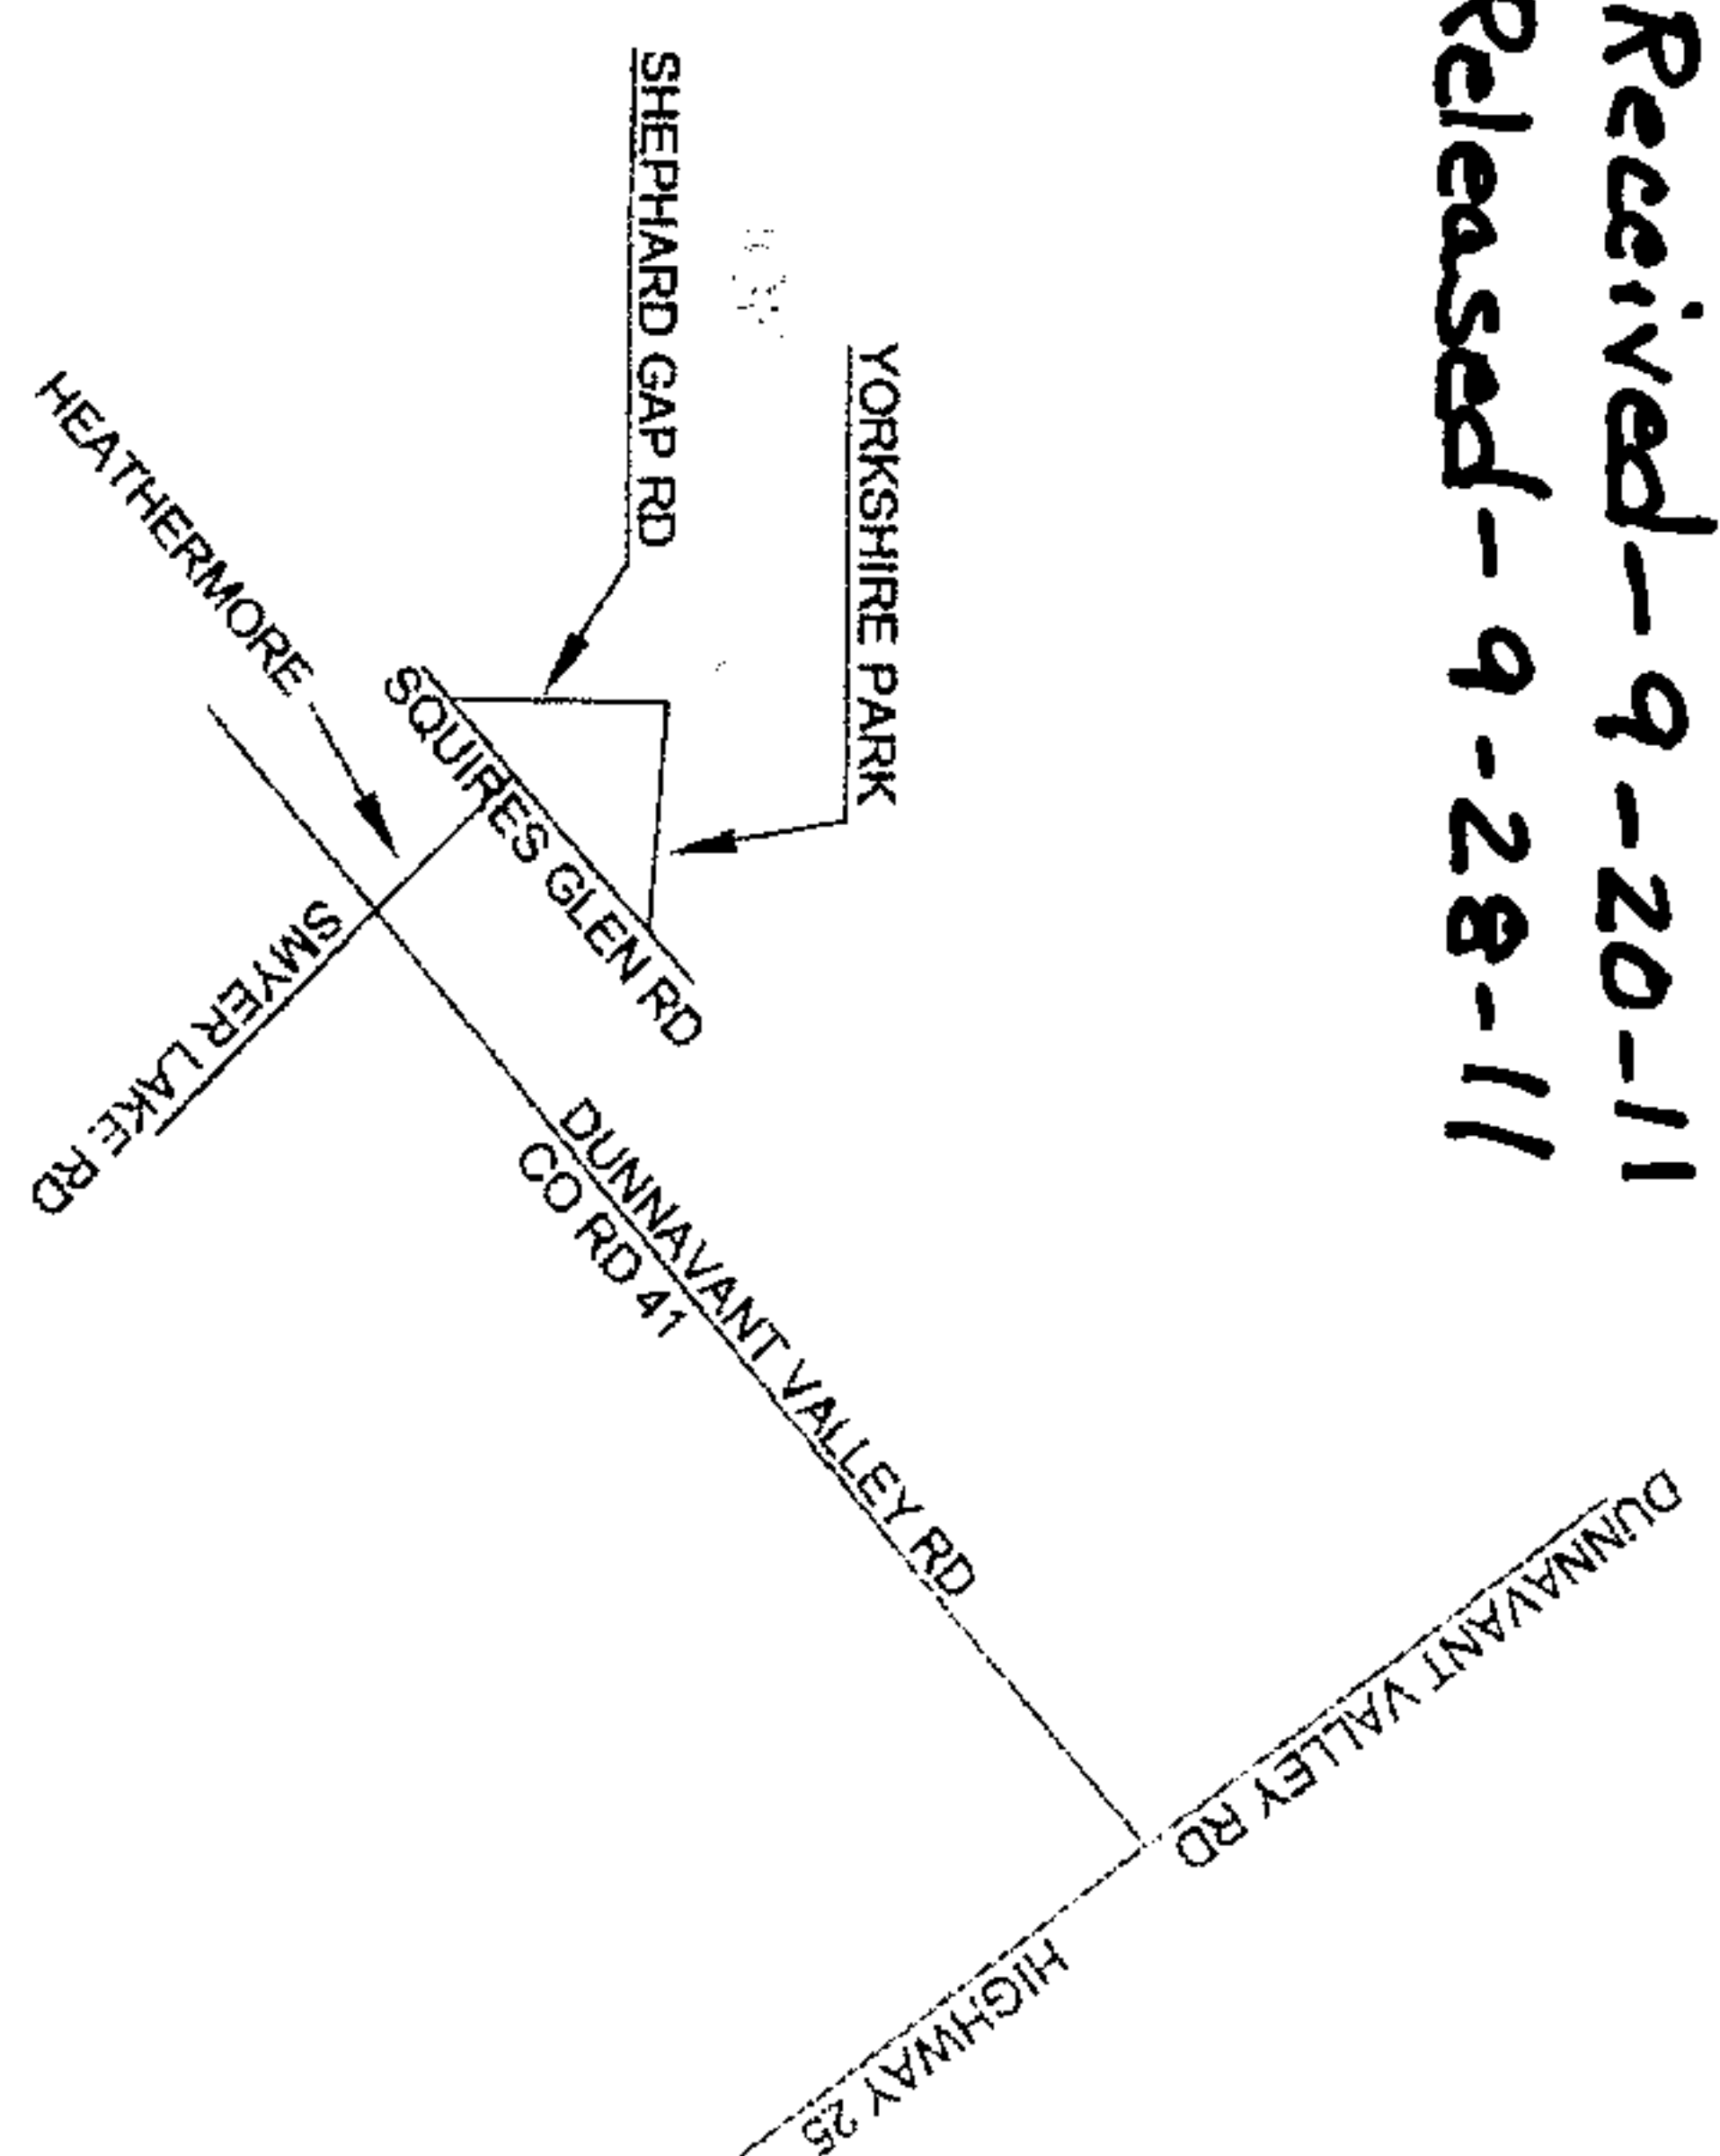 Received - 9-20-11
Released - 9-28-11
YORKSHIRE PARK
SHEPHARD GAP RD
HEATHERMORE
SQUIRES GLEN RD
SMYER LAKE RD
DUNNAVANT VALLEY RD
CO RD 41
DUNNAVANT VALLEY RD
HIGHWAY 25